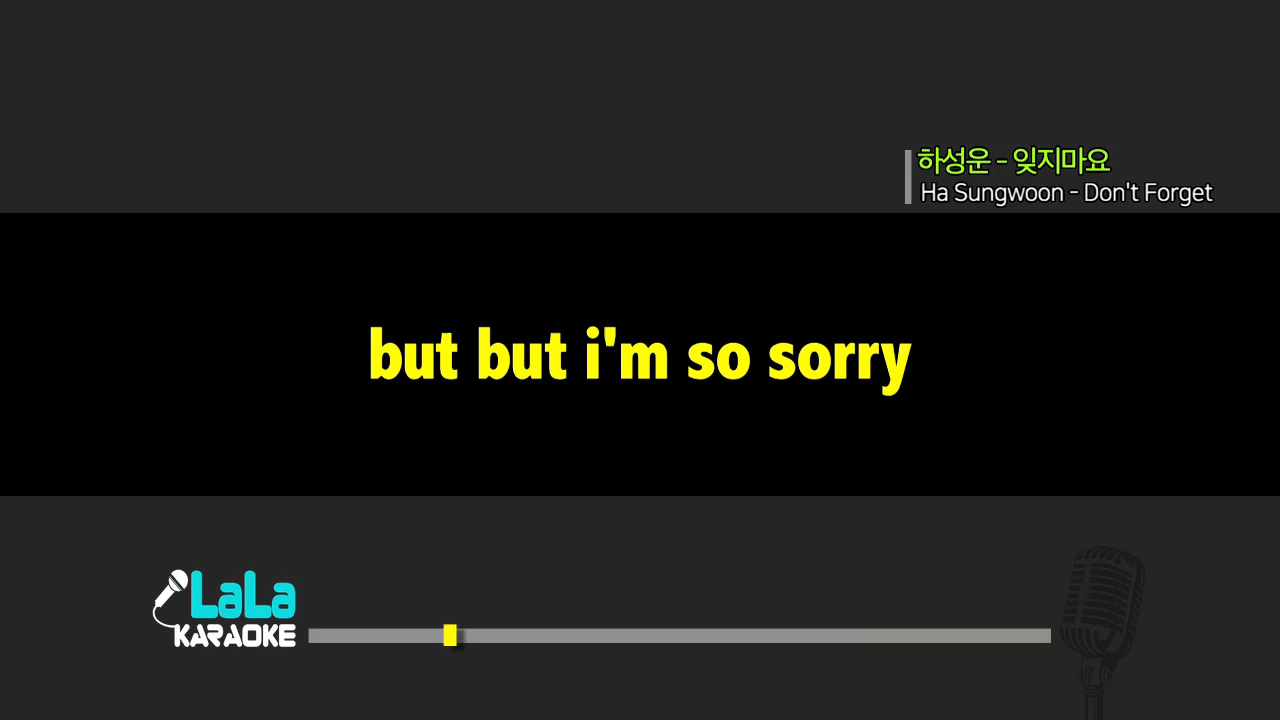 하성운 - 잊지마요
Ha Sungwoon - Don't Forget
but but i'm so sorry
LaLa
KARAOKE